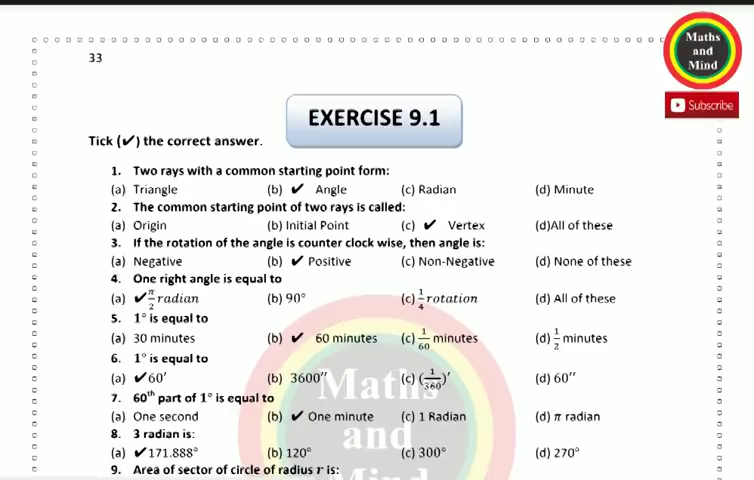 33
Maths
and
Mind
Subscribe
EXERCISE 9.1
Tick (✔) the correct answer.
1. Two rays with a common starting point form:
(a) Triangle (b) ✔ Angle (c) Radian (d) Minute
2. The common starting point of two rays is called:
(a) Origin (b) Initial Point (c) ✔ Vertex (d)All of these
3. If the rotation of the angle is counter clock wise, then angle is:
(a) Negative (b) ✔ Positive (c) Non-Negative (d) None of these
4. One right angle is equal to
(a) ✔ π/2 radian (b) 90° (c) 1/4 rotation (d) All of these
5. 1° is equal to
(a) 30 minutes (b) ✔ 60 minutes (c) 1/60 minutes (d) 1/2 minutes
6. 1° is equal to
(a) ✔60′ (b) 3600′′ (c) (1/360)′ (d) 60′′
7. 60th part of 1° is equal to
(a) One second (b) ✔ One minute (c) 1 Radian (d) π radian
8. 3 radian is:
(a) ✔171.888° (b) 120° (c) 300° (d) 270°
9. Area of sector of circle of radius r is:
Maths
and
Mind